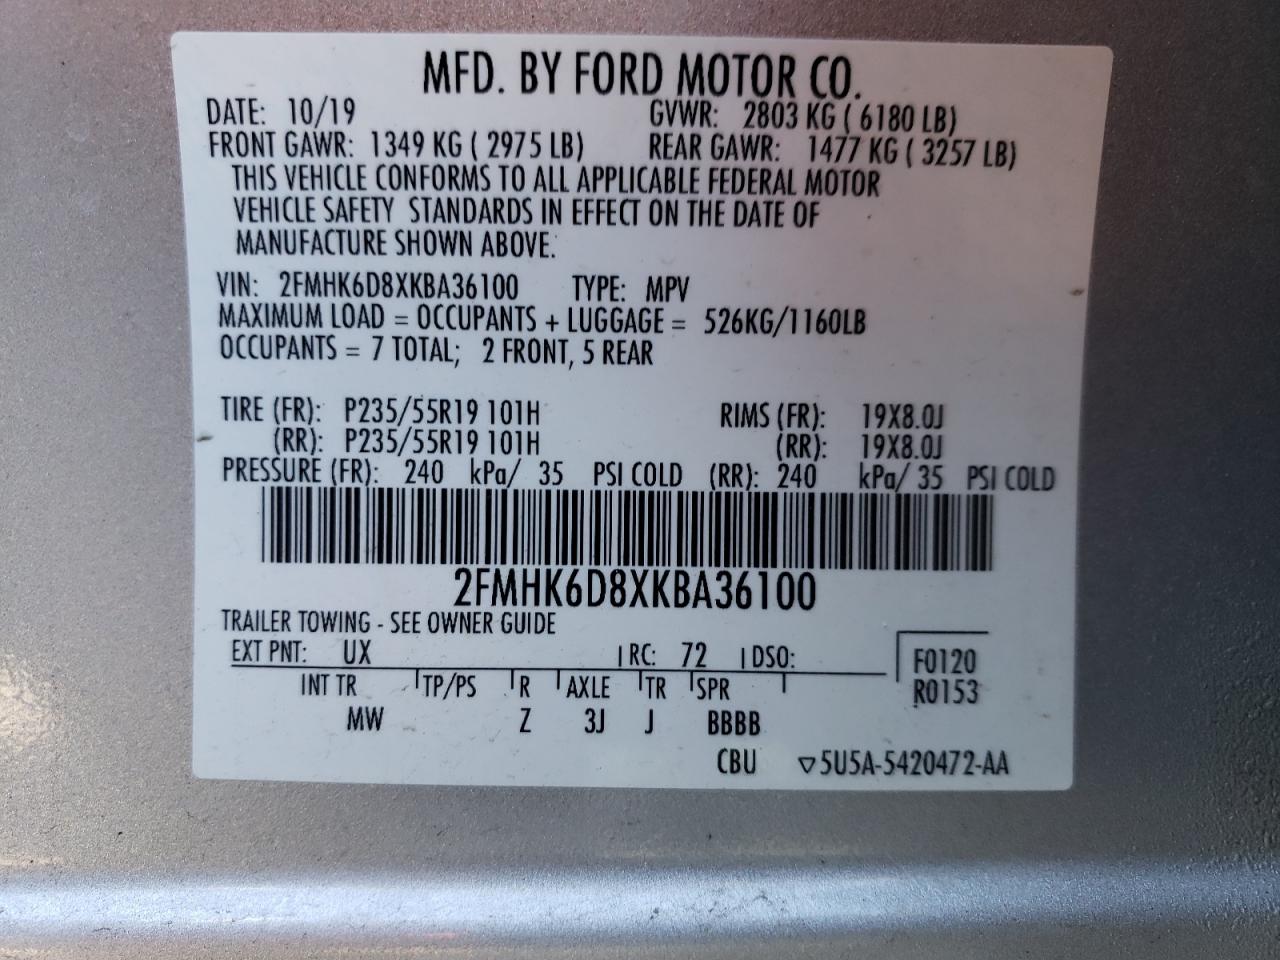 MFD. BY FORD MOTOR CO.
DATE: 10/19 GVWR: 2803 KG ( 6180 LB)
FRONT GAWR: 1349 KG ( 2975 LB) REAR GAWR: 1477 KG ( 3257 LB)
THIS VEHICLE CONFORMS TO ALL APPLICABLE FEDERAL MOTOR
VEHICLE SAFETY STANDARDS IN EFFECT ON THE DATE OF
MANUFACTURE SHOWN ABOVE.
VIN: 2FMHK6D8XKBA36100 TYPE: MPV
MAXIMUM LOAD = OCCUPANTS + LUGGAGE = 526KG/1160LB
OCCUPANTS = 7 TOTAL; 2 FRONT, 5 REAR
TIRE (FR): P235/55R19 101H RIMS (FR): 19X8.0J
(RR): P235/55R19 101H (RR): 19X8.0J
PRESSURE (FR): 240 kPa/ 35 PSI COLD (RR): 240 kPa/ 35 PSI COLD
2FMHK6D8XKBA36100
TRAILER TOWING - SEE OWNER GUIDE
EXT PNT: UX RC: 72 DSO: F0120
INT TR TP/PS R AXLE TR SPR R0153
MW Z 3J J BBBB
CBU ▽5U5A-5420472-AA